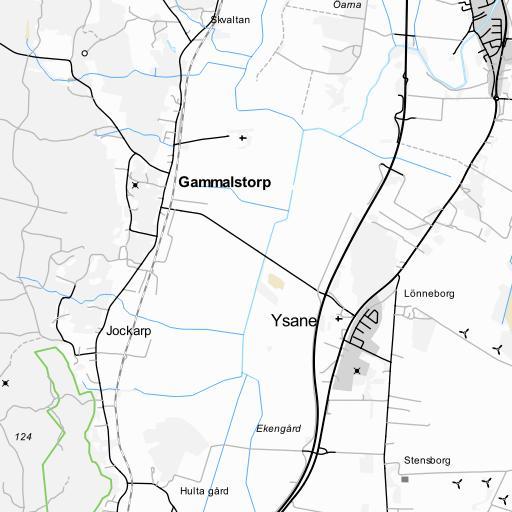 Oarna
Skvaltan
Gammalstorp
Lönneborg
Ysane
Jockarp
Ekengård
124
Stensborg
Hulta gård